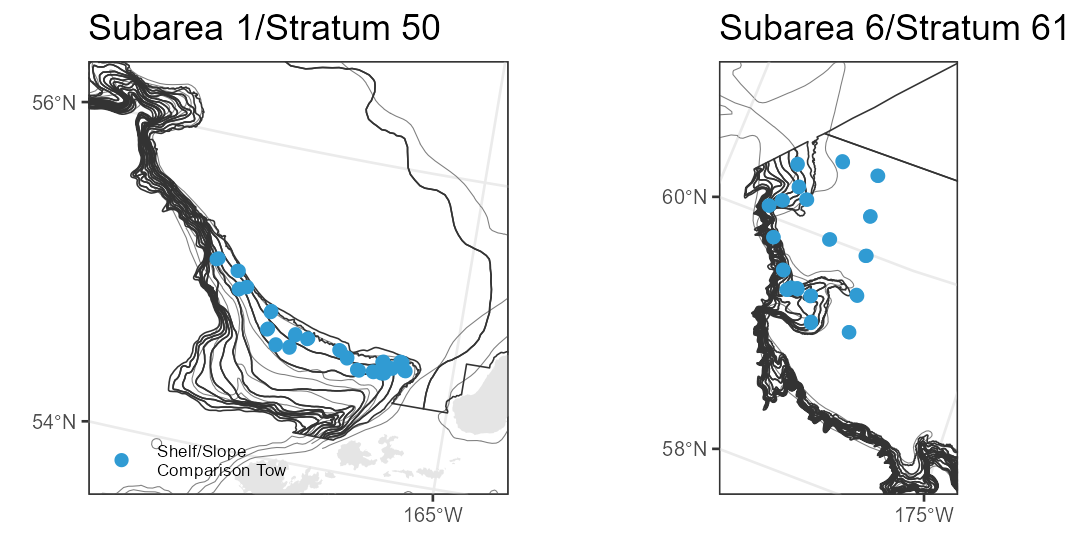 Subarea 1/Stratum 50
Subarea 6/Stratum 61
56°N
54°N
Shelf/Slope
Comparison Tow
165°W
60°N
58°N
175°W